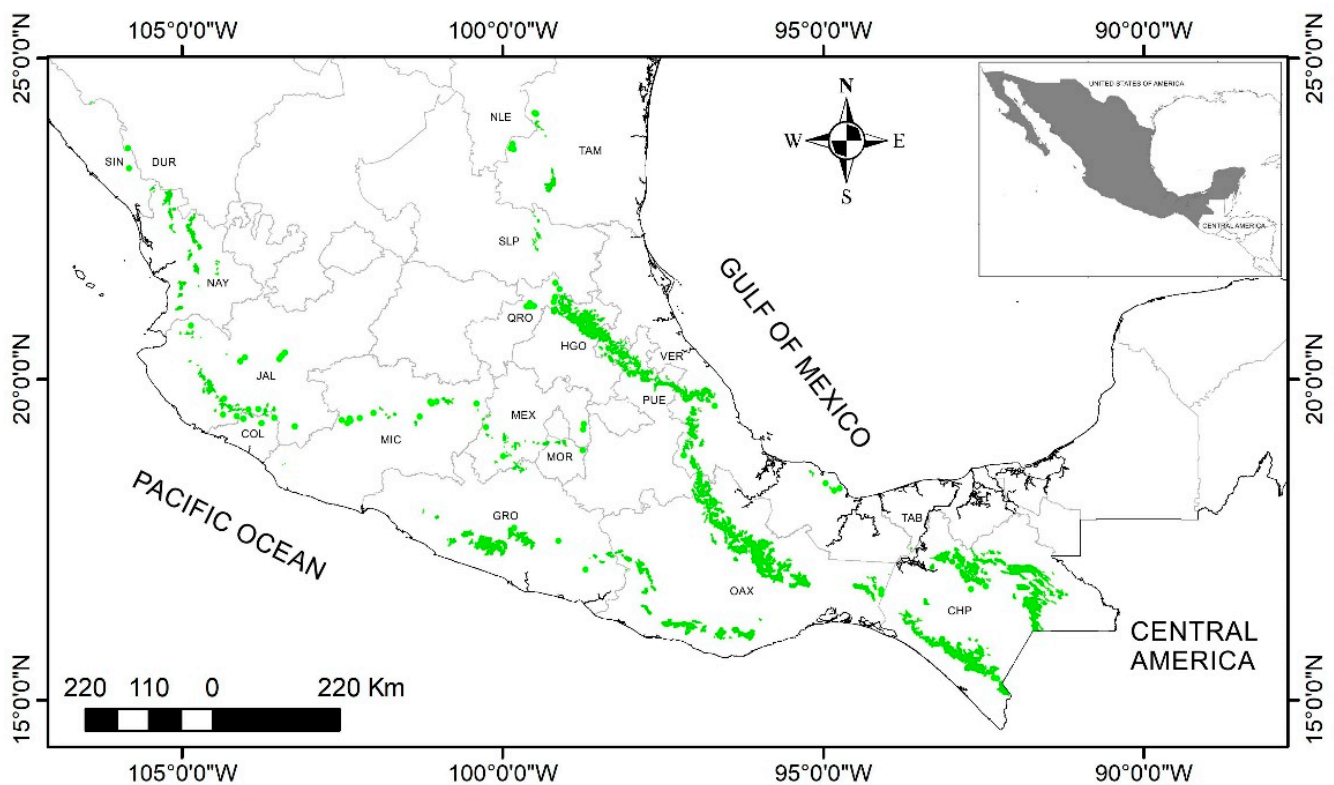 105°0'0"W 100°0'0"W 95°0'0"W 90°0'0"W
25°0'0"N
25°0'0"N
UNITED STATES OF AMERICA
CENTRAL AMERICA
N
W E
S
NLE
TAM
SIN DUR
SLP
NAY
GULF OF MEXICO
QRO
HGO
VER
20°0'0"N
20°0'0"N
JAL
PUE
MEX
COL
MIC
MOR
PACIFIC OCEAN
GRO
TAB
OAX
CHP
CENTRAL
AMERICA
220 110 0 220 Km
15°0'0"N
15°0'0"N
105°0'0"W 100°0'0"W 95°0'0"W 90°0'0"W